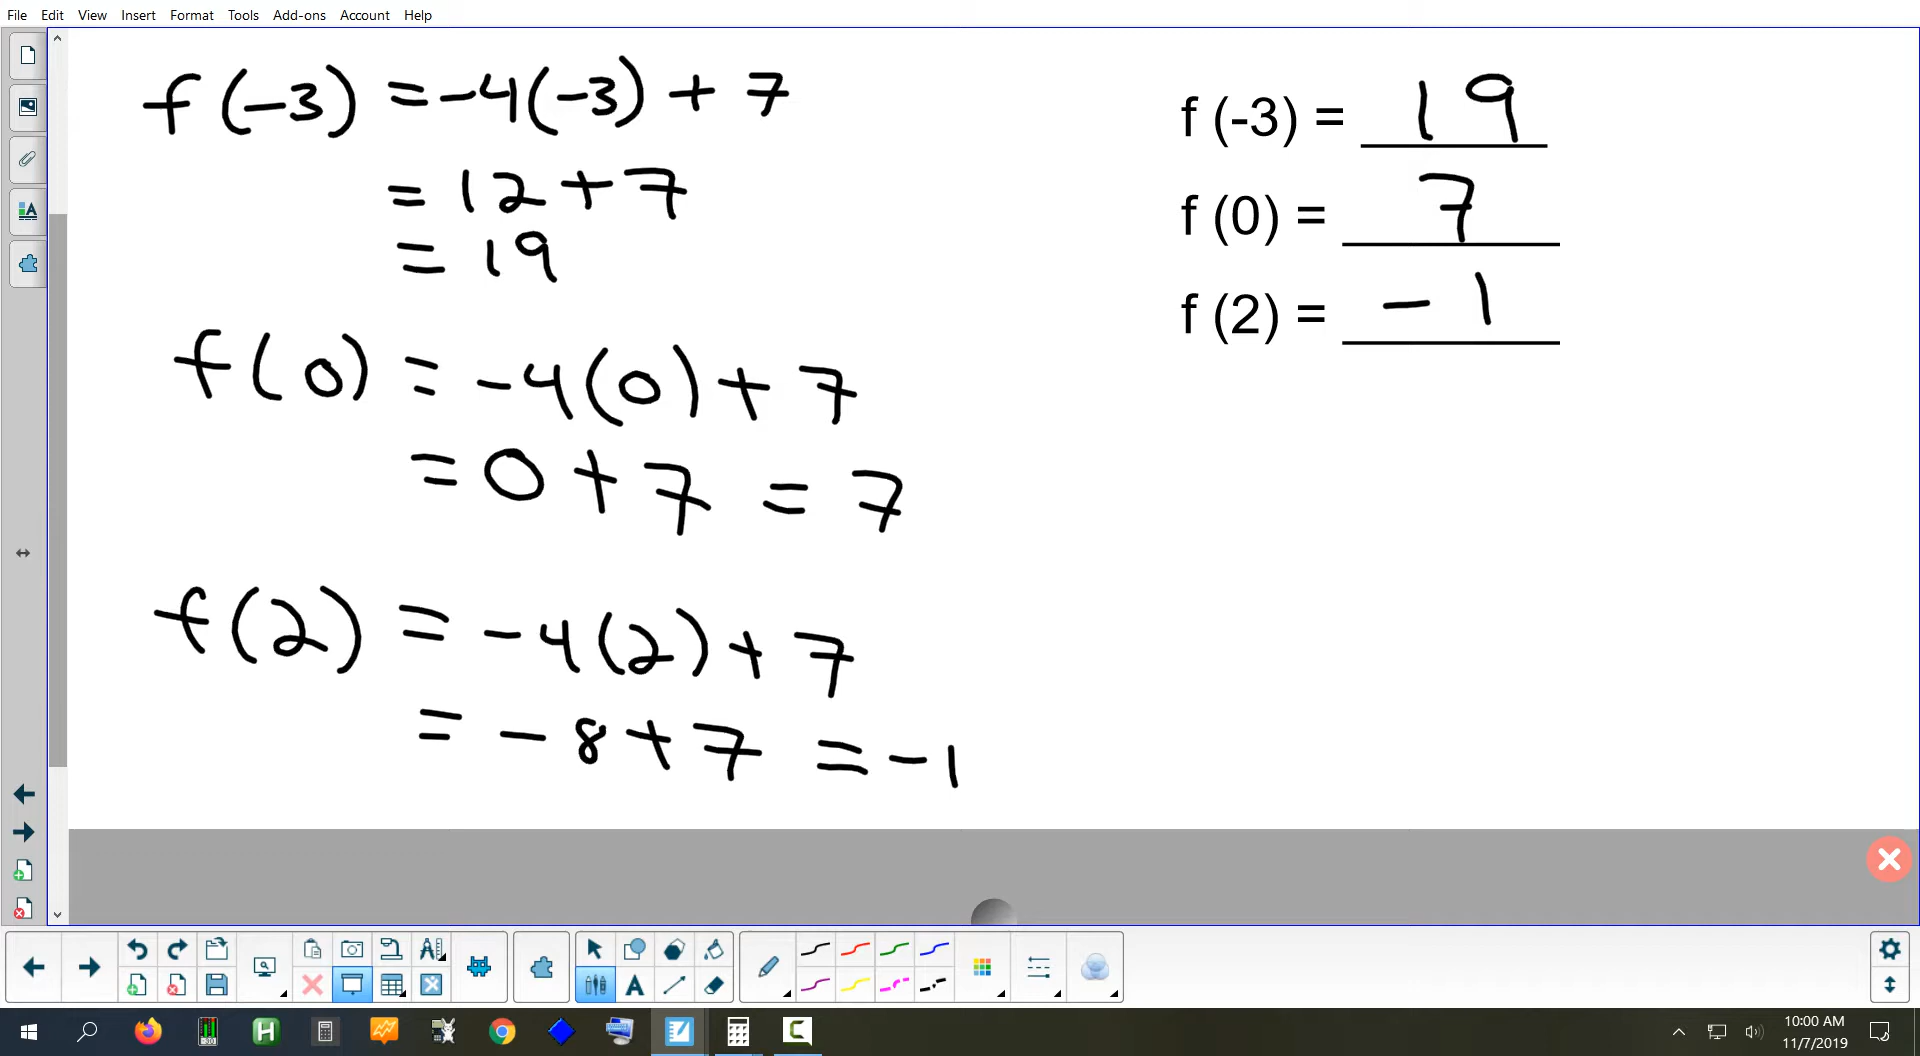 File Edit View Insert Format Tools Add-ons Account Help
f(-3) = -4(-3) + 7
= 12 + 7
= 19
f(0) = -4(0) + 7
= 0 + 7 = 7
f(2) = -4(2) + 7
= -8 + 7 = -1
f (-3) = 19
f (0) = 7
f (2) = -1
10:00 AM
11/7/2019